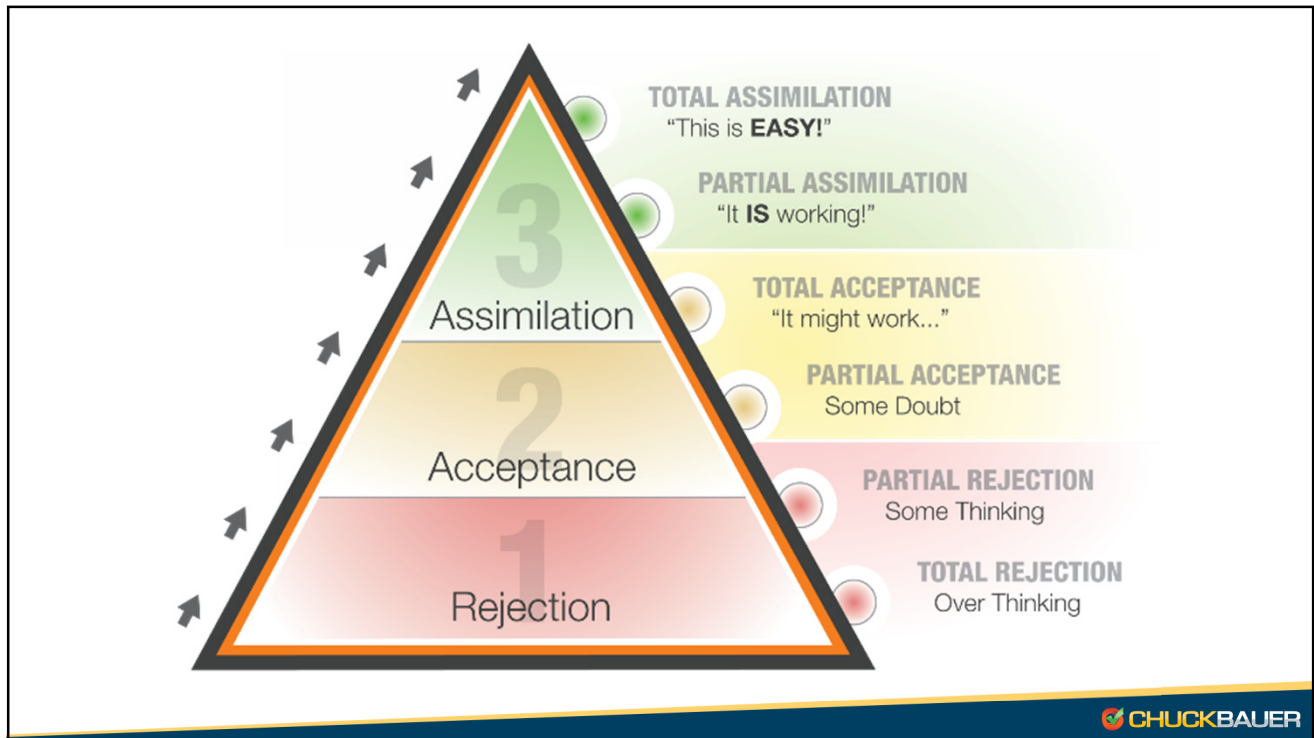 TOTAL ASSIMILATION
“This is EASY!”
PARTIAL ASSIMILATION
“It IS working!”
3
Assimilation
TOTAL ACCEPTANCE
“It might work...”
PARTIAL ACCEPTANCE
Some Doubt
2
Acceptance
PARTIAL REJECTION
Some Thinking
1
Rejection
TOTAL REJECTION
Over Thinking
CHUCKBAUER